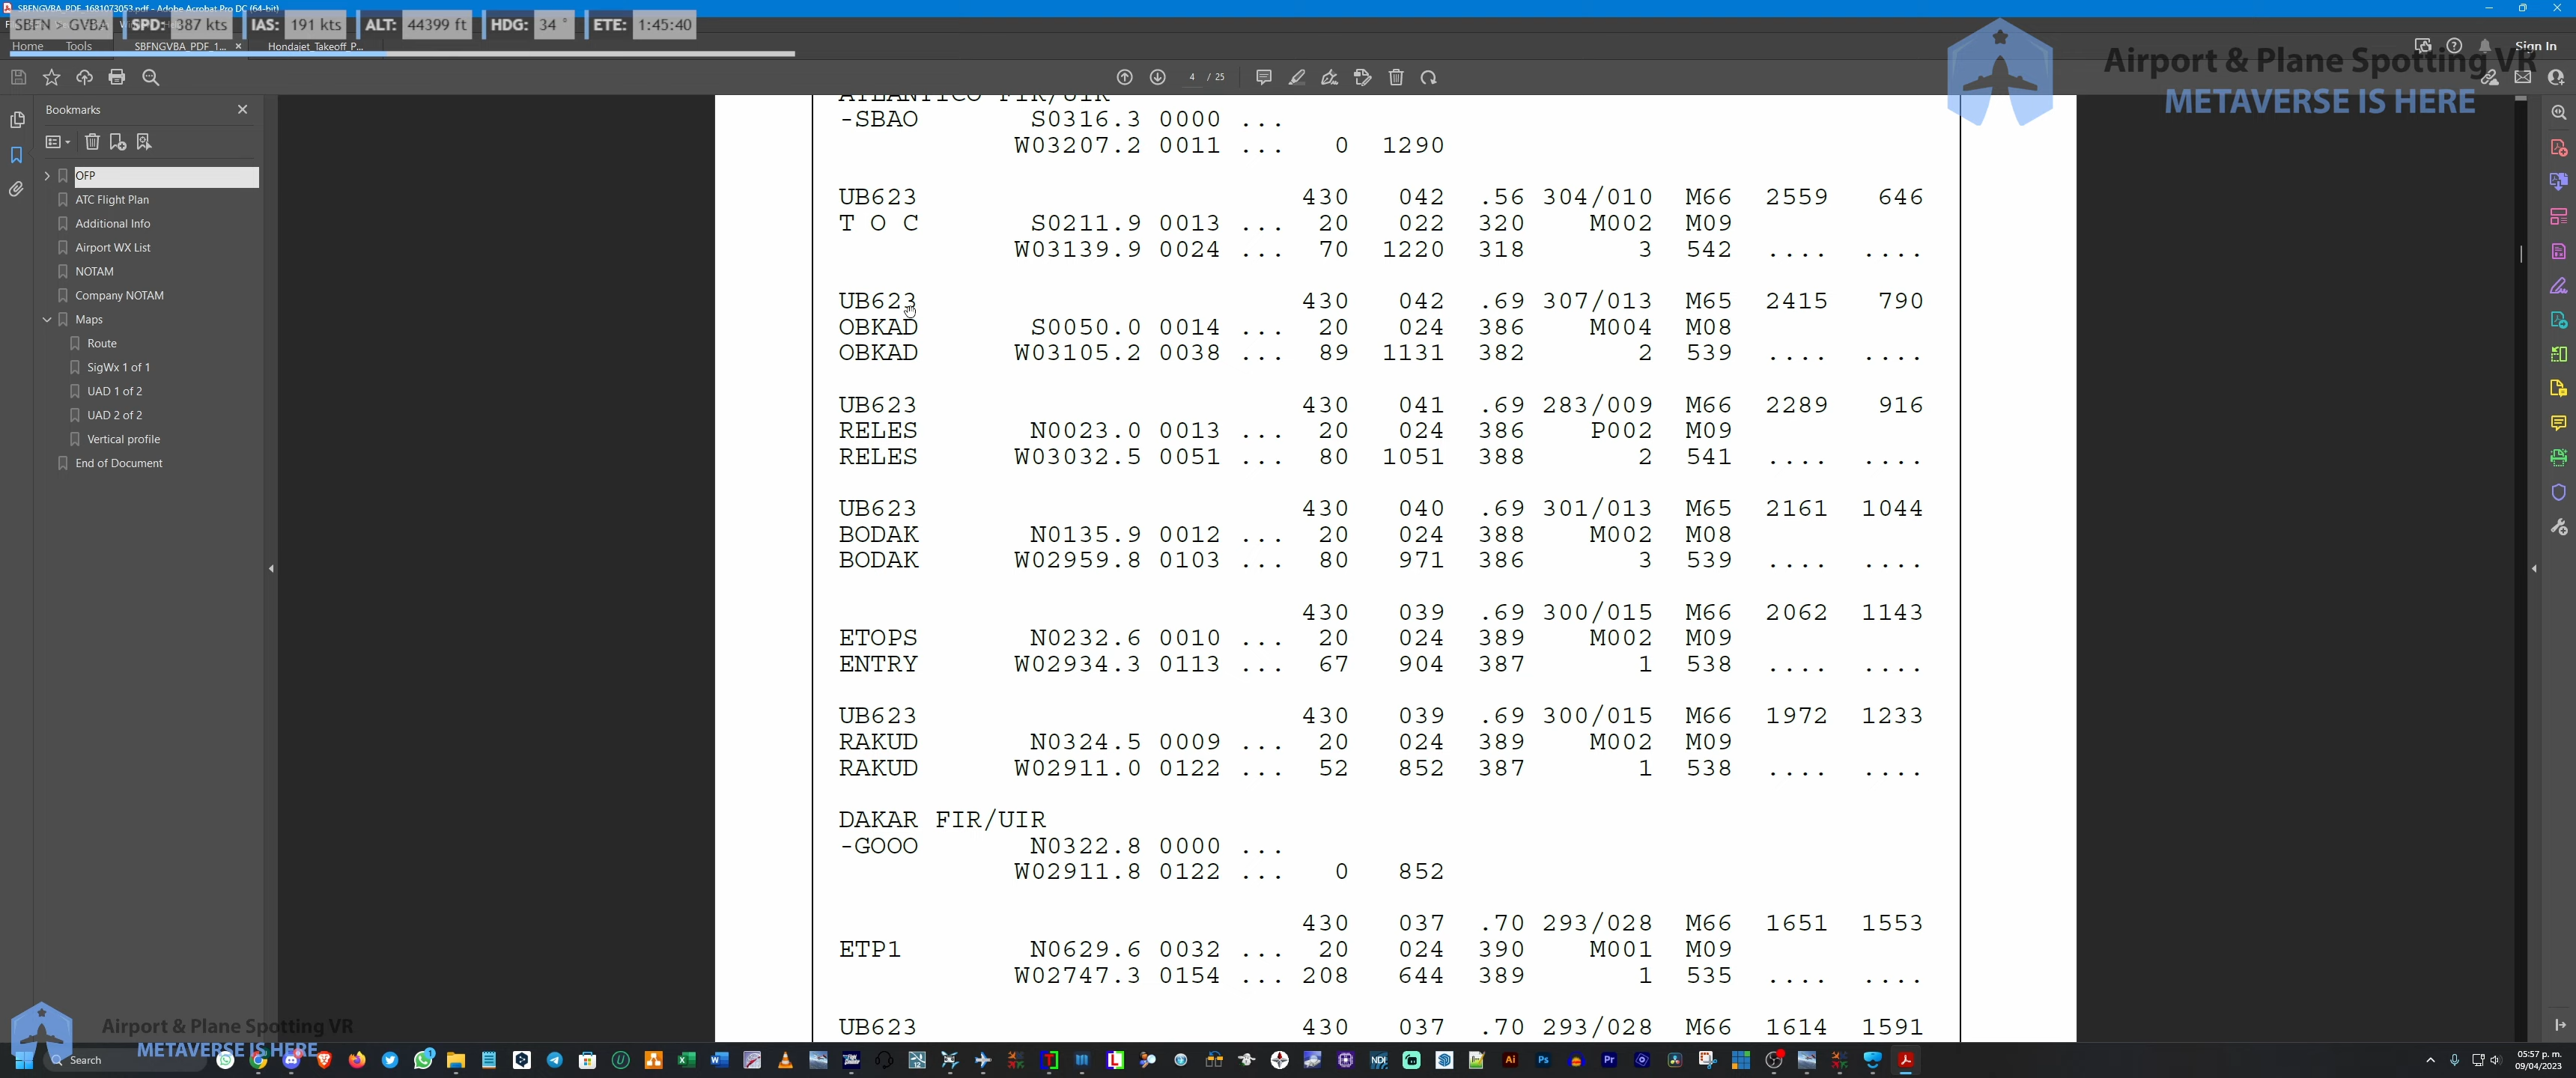 SBFNGVBA_PDF_1681073053.pdf - Adobe Acrobat Pro DC (64-bit)
SBFN > GVBA SPD: 387 kts IAS: 191 kts ALT: 44399 ft HDG: 34 ° ETE: 1:45:40
Home Tools SBFNGVBA_PDF_1... × Hondajet_Takeoff_P... Sign In
Airport & Plane Spotting VR
METAVERSE IS HERE
4 / 25
Bookmarks
OFP
ATC Flight Plan
Additional Info
Airport WX List
NOTAM
Company NOTAM
Maps
Route
SigWx 1 of 1
UAD 1 of 2
UAD 2 of 2
Vertical profile
End of Document
ATLANTICO FIR/UIR
-SBAO S0316.3 0000 ...
W03207.2 0011 ... 0 1290
UB623 430 042 .56 304/010 M66 2559 646
T O C S0211.9 0013 ... 20 022 320 M002 M09
W03139.9 0024 ... 70 1220 318 3 542 .... ....
UB623 430 042 .69 307/013 M65 2415 790
OBKAD S0050.0 0014 ... 20 024 386 M004 M08
OBKAD W03105.2 0038 ... 89 1131 382 2 539 .... ....
UB623 430 041 .69 283/009 M66 2289 916
RELES N0023.0 0013 ... 20 024 386 P002 M09
RELES W03032.5 0051 ... 80 1051 388 2 541 .... ....
UB623 430 040 .69 301/013 M65 2161 1044
BODAK N0135.9 0012 ... 20 024 388 M002 M08
BODAK W02959.8 0103 ... 80 971 386 3 539 .... ....
430 039 .69 300/015 M66 2062 1143
ETOPS N0232.6 0010 ... 20 024 389 M002 M09
ENTRY W02934.3 0113 ... 67 904 387 1 538 .... ....
UB623 430 039 .69 300/015 M66 1972 1233
RAKUD N0324.5 0009 ... 20 024 389 M002 M09
RAKUD W02911.0 0122 ... 52 852 387 1 538 .... ....
DAKAR FIR/UIR
-GOOO N0322.8 0000 ...
W02911.8 0122 ... 0 852
430 037 .70 293/028 M66 1651 1553
ETP1 N0629.6 0032 ... 20 024 390 M001 M09
W02747.3 0154 ... 208 644 389 1 535 .... ....
UB623 430 037 .70 293/028 M66 1614 1591
Airport & Plane Spotting VR
METAVERSE IS HERE
Search
05:57 p. m.
09/04/2023